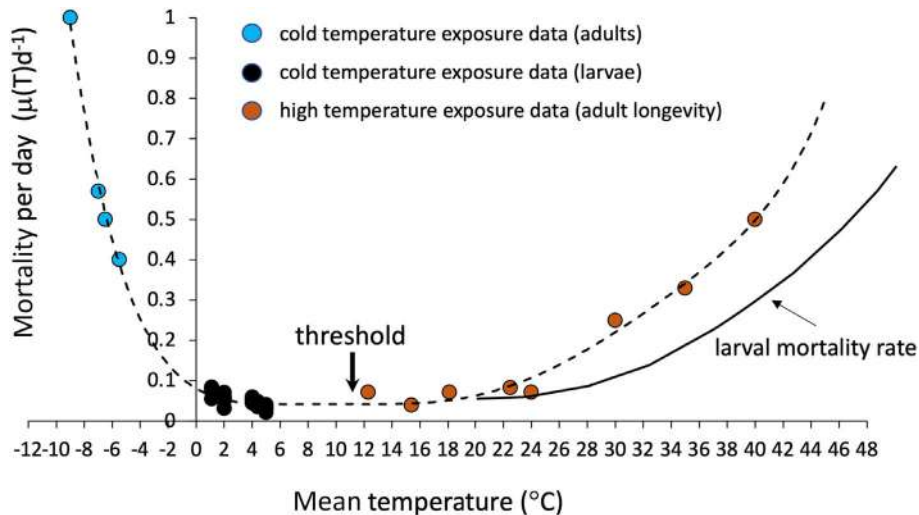 Mortality per day (μ(T)d⁻¹)
1
0.9
0.8
0.7
0.6
0.5
0.4
0.3
0.2
0.1
0
cold temperature exposure data (adults)
cold temperature exposure data (larvae)
high temperature exposure data (adult longevity)
threshold
larval mortality rate
-12 -10 -8 -6 -4 -2 0 2 4 6 8 10 12 14 16 18 20 22 24 26 28 30 32 34 36 38 40 42 44 46 48
Mean temperature (°C)